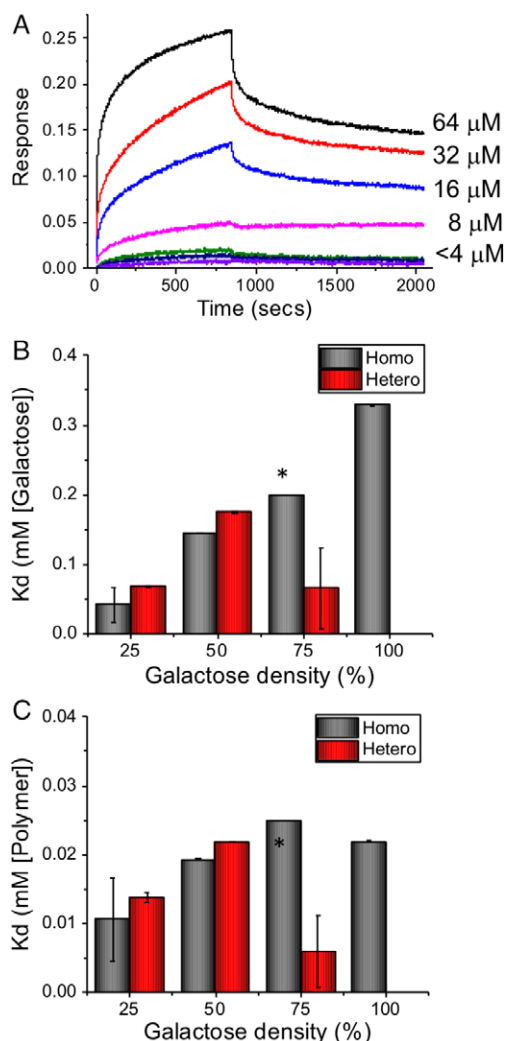 A
Response
0.25
0.20
0.15
0.10
0.05
0.00
64 μM
32 μM
16 μM
8 μM
<4 μM
0 500 1000 1500 2000
Time (secs)
B
Kd (mM [Galactose])
0.4
0.3
0.2
0.1
0.0
Homo
Hetero
*
25 50 75 100
Galactose density (%)
C
Kd (mM [Polymer])
0.04
0.03
0.02
0.01
0.00
Homo
Hetero
*
25 50 75 100
Galactose density (%)